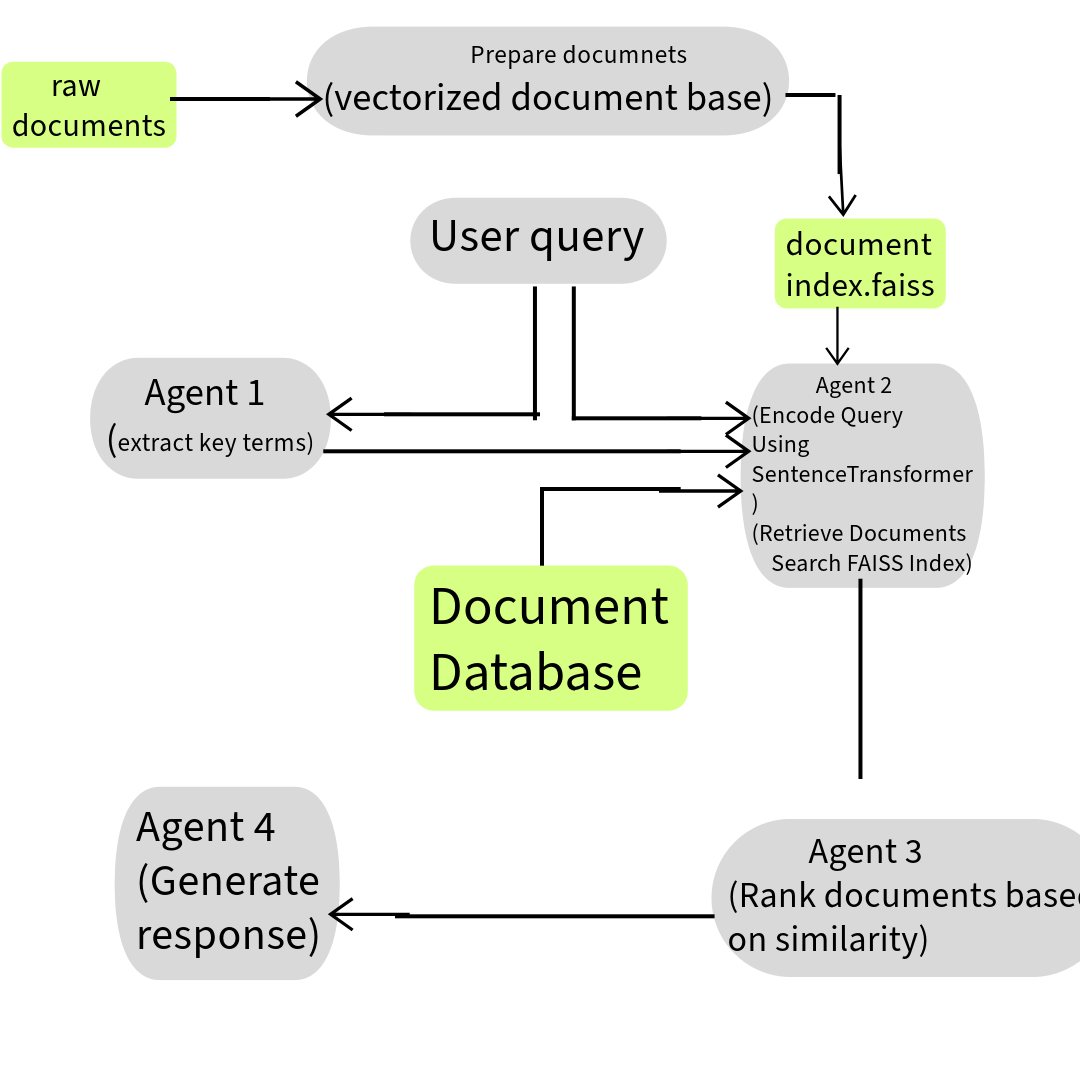 raw
documents
Prepare documnets
(vectorized document base)
User query
document
index.faiss
Agent 1
(extract key terms)
Agent 2
(Encode Query
Using
SentenceTransformer
)
(Retrieve Documents
Search FAISS Index)
Document
Database
Agent 4
(Generate
response)
Agent 3
(Rank documents base
on similarity)